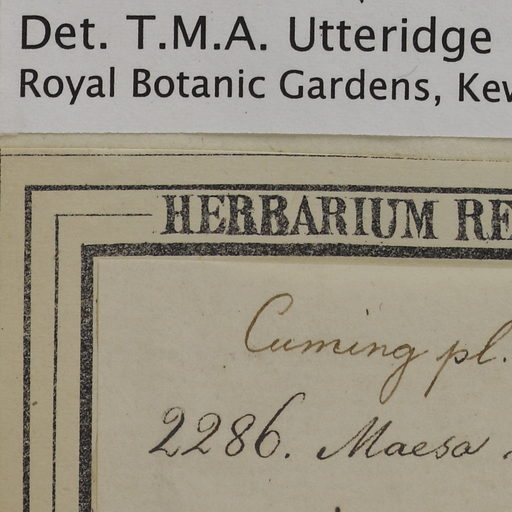 Det. T.M.A. Utteridge
Royal Botanic Gardens, Kew
HERBARIUM RE
Cuming pl.
2286. Maesa